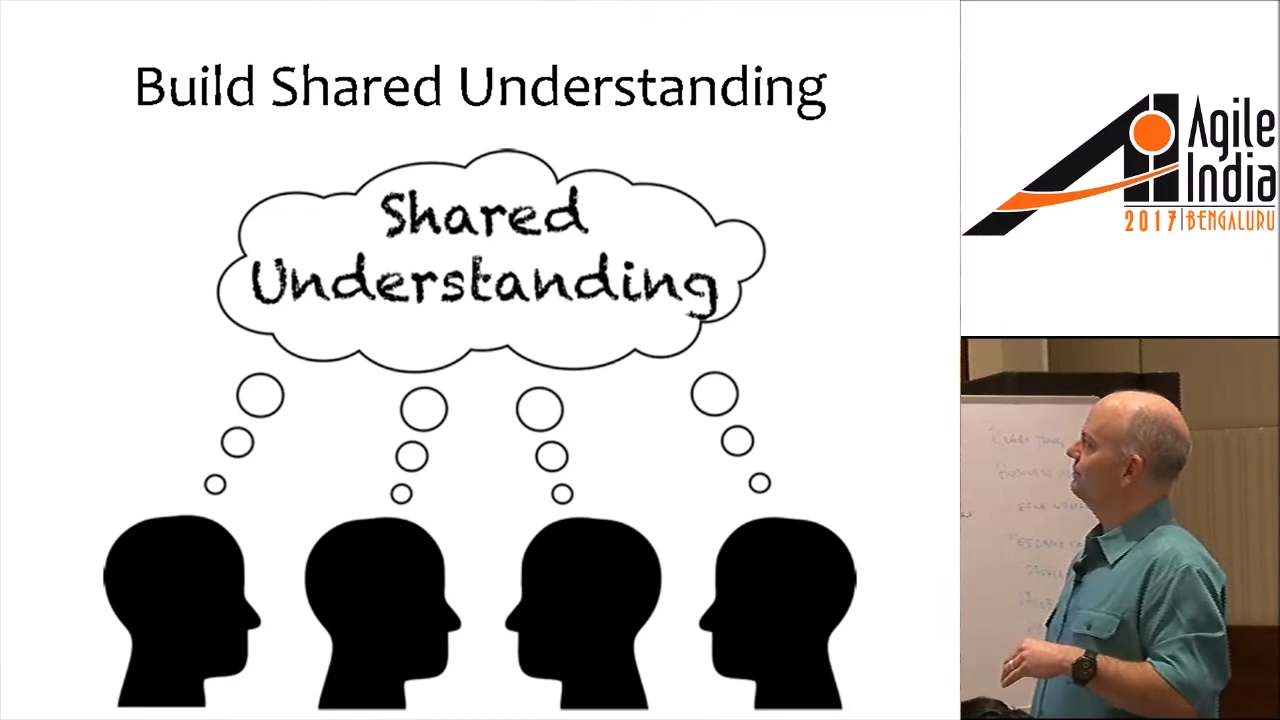 Build Shared Understanding
Shared
Understanding
Agile
India
2017 | BENGALURU